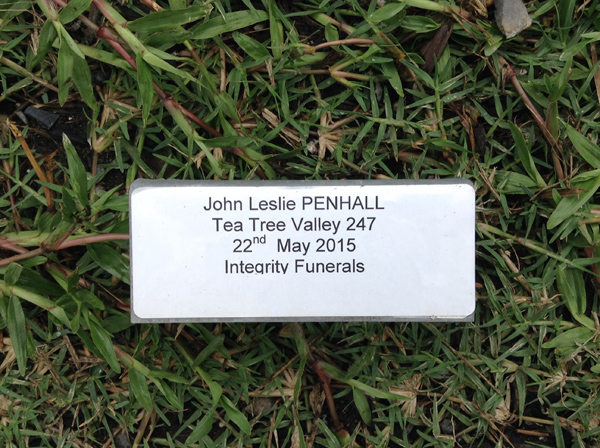 John Leslie PENHALL
Tea Tree Valley 247
22nd May 2015
Integrity Funerals